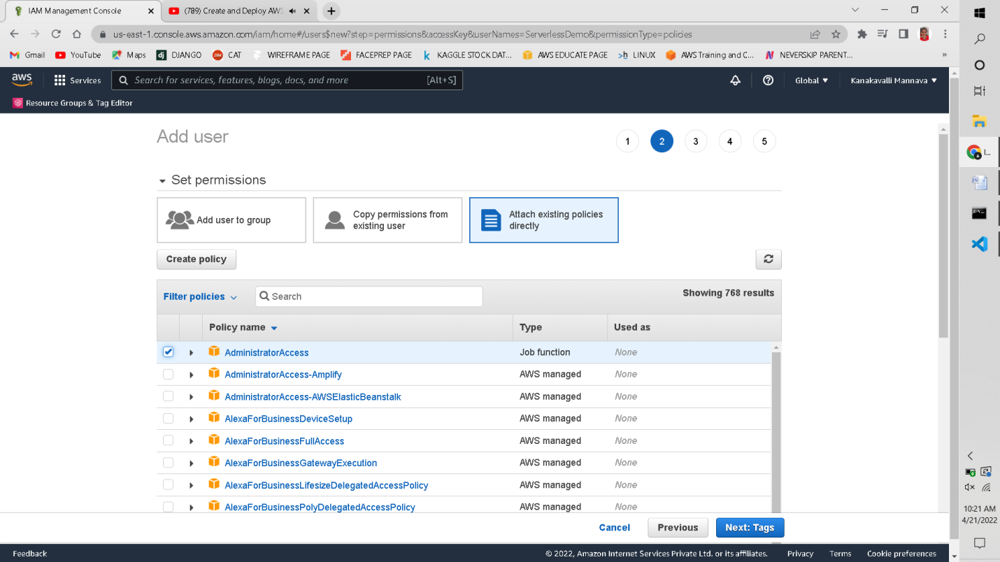 IAM Management Console
(789) Create and Deploy AWS
us-east-1.console.aws.amazon.com/iam/home#/users$new?step=permissions&accessKey&userNames=ServerlessDemo&permissionType=policies
Gmail YouTube Maps DJANGO CAT WIREFRAME PAGE FACEPREP PAGE KAGGLE STOCK DAT... AWS EDUCATE PAGE LINUX AWS Training and C... NEVERSKIP PARENT... »
aws Services Search for services, features, blogs, docs, and more [Alt+S] Global Kanakavalli Mannava
Resource Groups & Tag Editor
Add user 1 2 3 4 5
Set permissions
Add user to group
Copy permissions from
existing user
Attach existing policies
directly
Create policy
Filter policies Search Showing 768 results
Policy name Type Used as
AdministratorAccess Job function None
AdministratorAccess-Amplify AWS managed None
AdministratorAccess-AWSElasticBeanstalk AWS managed None
AlexaForBusinessDeviceSetup AWS managed None
AlexaForBusinessFullAccess AWS managed None
AlexaForBusinessGatewayExecution AWS managed None
AlexaForBusinessLifesizeDelegatedAccessPolicy AWS managed None
AlexaForBusinessPolyDelegatedAccessPolicy AWS managed None
Cancel Previous Next: Tags
Feedback © 2022, Amazon Internet Services Private Ltd. or its affiliates. Privacy Terms Cookie preferences
I...
10:21 AM
4/21/2022